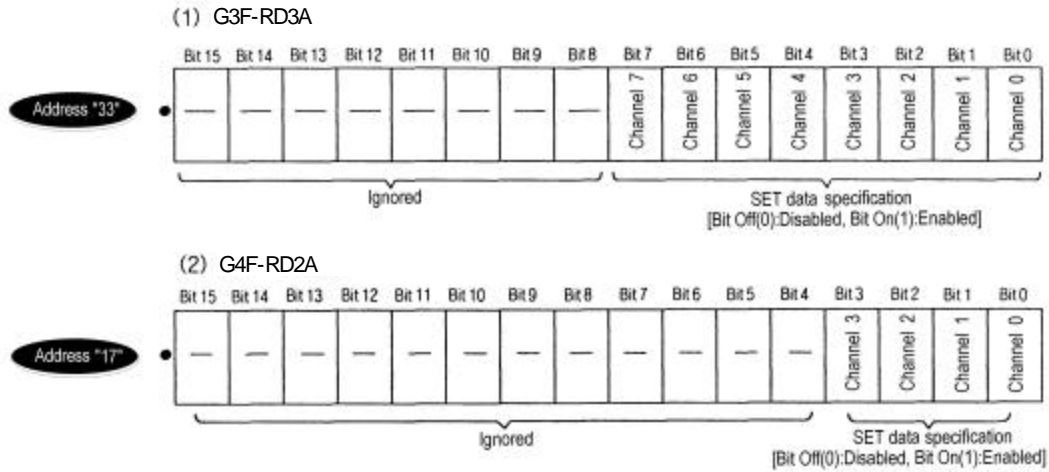 (1) G3F-RD3A
Bit 15 Bit 14 Bit 13 Bit 12 Bit 11 Bit 10 Bit 9 Bit 8 Bit 7 Bit 6 Bit 5 Bit 4 Bit 3 Bit 2 Bit 1 Bit 0
Address "33" • — — — — — — — — Channel 7 Channel 6 Channel 5 Channel 4 Channel 3 Channel 2 Channel 1 Channel 0
Ignored SET data specification
[Bit Off(0):Disabled, Bit On(1):Enabled]
(2) G4F-RD2A
Bit 15 Bit 14 Bit 13 Bit 12 Bit 11 Bit 10 Bit 9 Bit 8 Bit 7 Bit 6 Bit 5 Bit 4 Bit 3 Bit 2 Bit 1 Bit 0
Address "17" • — — — — — — — — — — — — Channel 3 Channel 2 Channel 1 Channel 0
Ignored SET data specification
[Bit Off(0):Disabled, Bit On(1):Enabled]